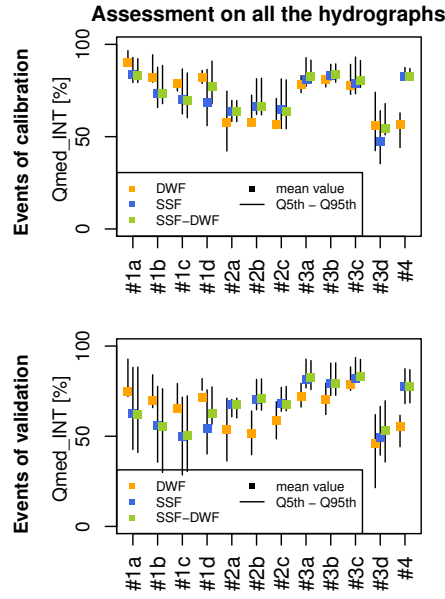 Assessment on all the hydrographs
Events of calibration
Qmed_INT [%]
100
50
0
DWF
SSF
SSF−DWF
mean value
Q5th − Q95th
#1a
#1b
#1c
#1d
#2a
#2b
#2c
#3a
#3b
#3c
#3d
#4
Events of validation
Qmed_INT [%]
100
50
0
DWF
SSF
SSF−DWF
mean value
Q5th − Q95th
#1a
#1b
#1c
#1d
#2a
#2b
#2c
#3a
#3b
#3c
#3d
#4